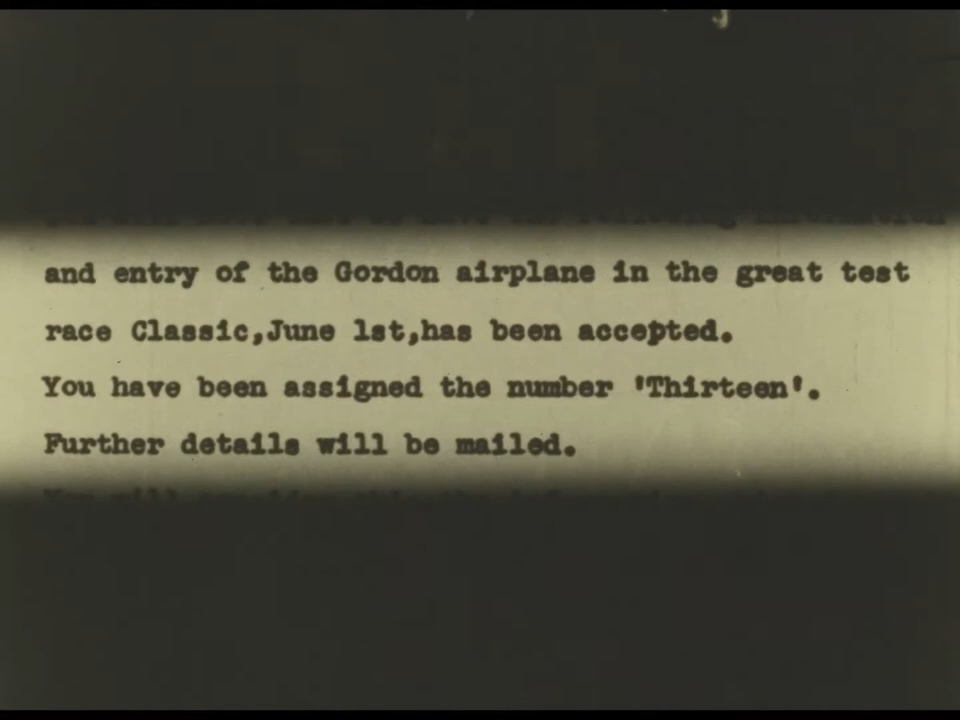 and entry of the Gordon airplane in the great test
race Classic,June 1st,has been accepted.
You have been assigned the number 'Thirteen'.
Further details will be mailed.